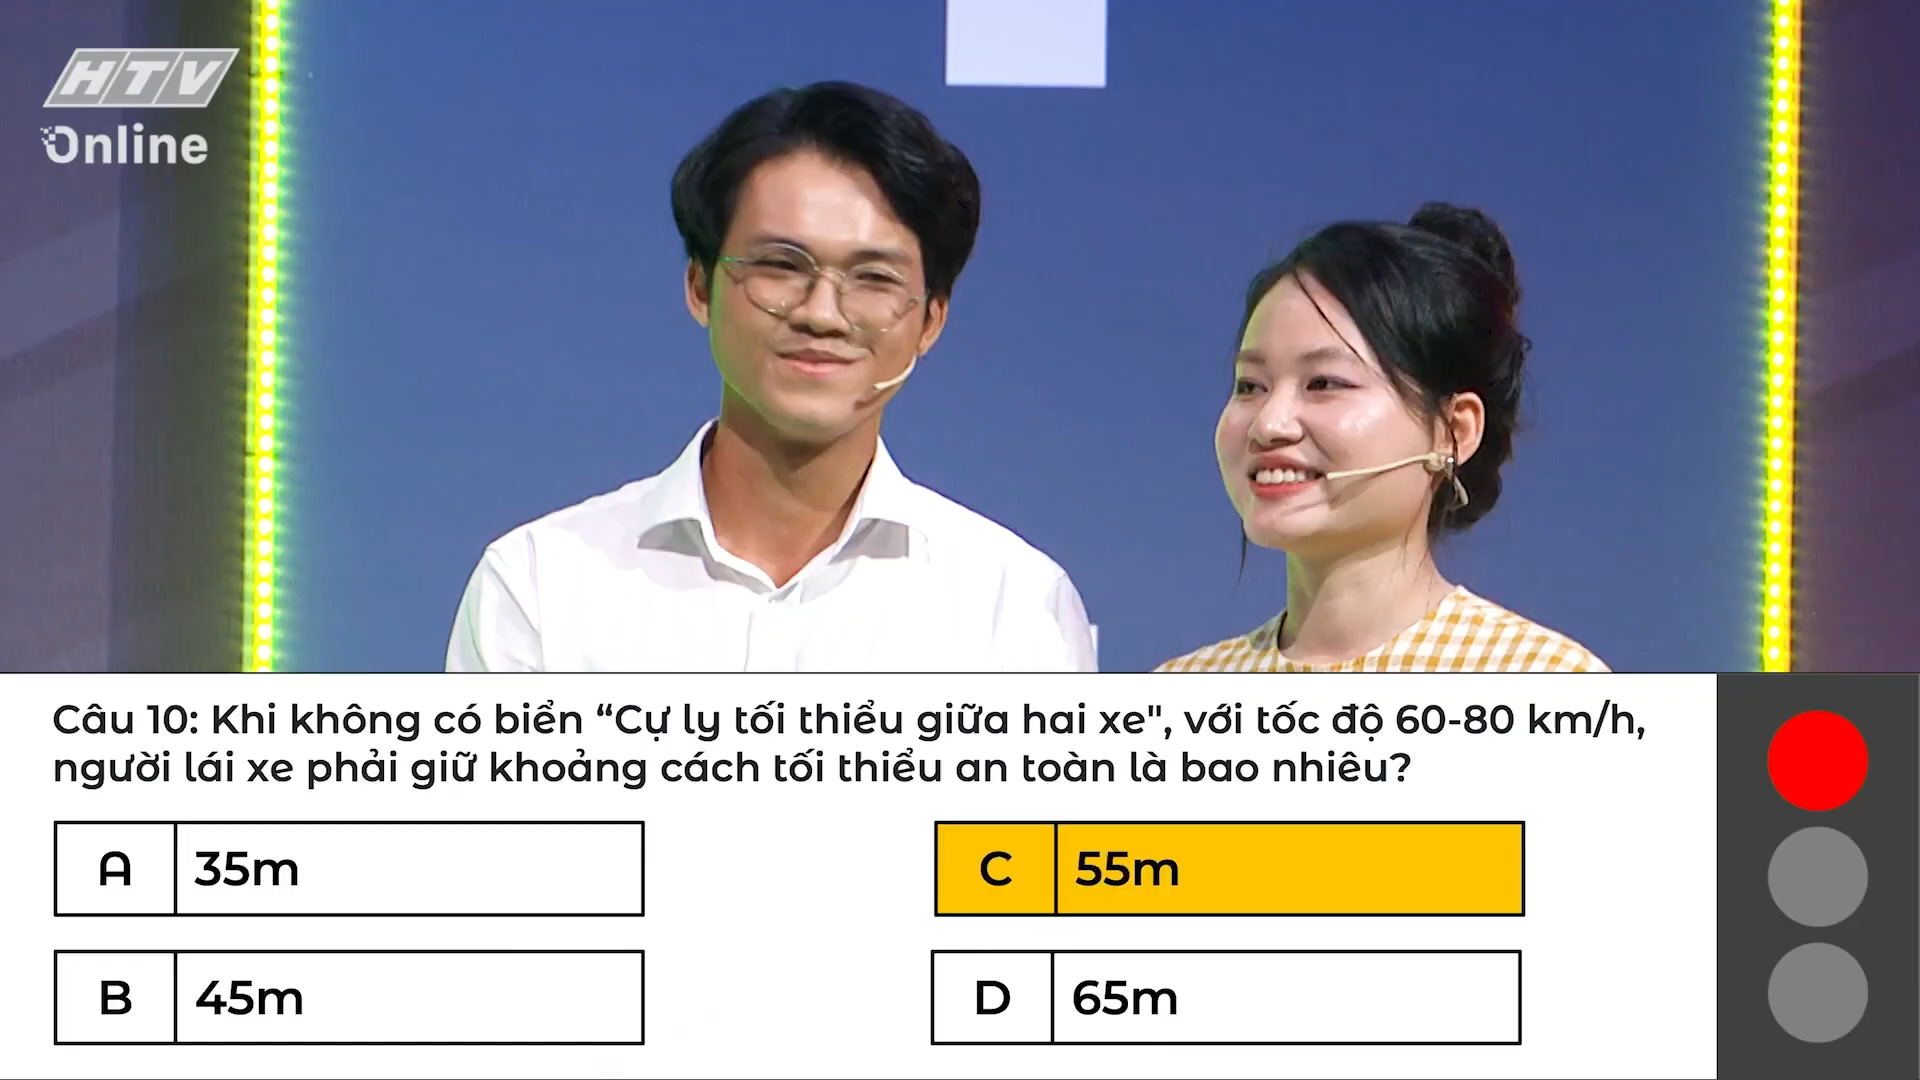 HTV
Online
Câu 10: Khi không có biển “Cự ly tối thiểu giữa hai xe", với tốc độ 60-80 km/h,
người lái xe phải giữ khoảng cách tối thiểu an toàn là bao nhiêu?
A 35m
C 55m
B 45m
D 65m